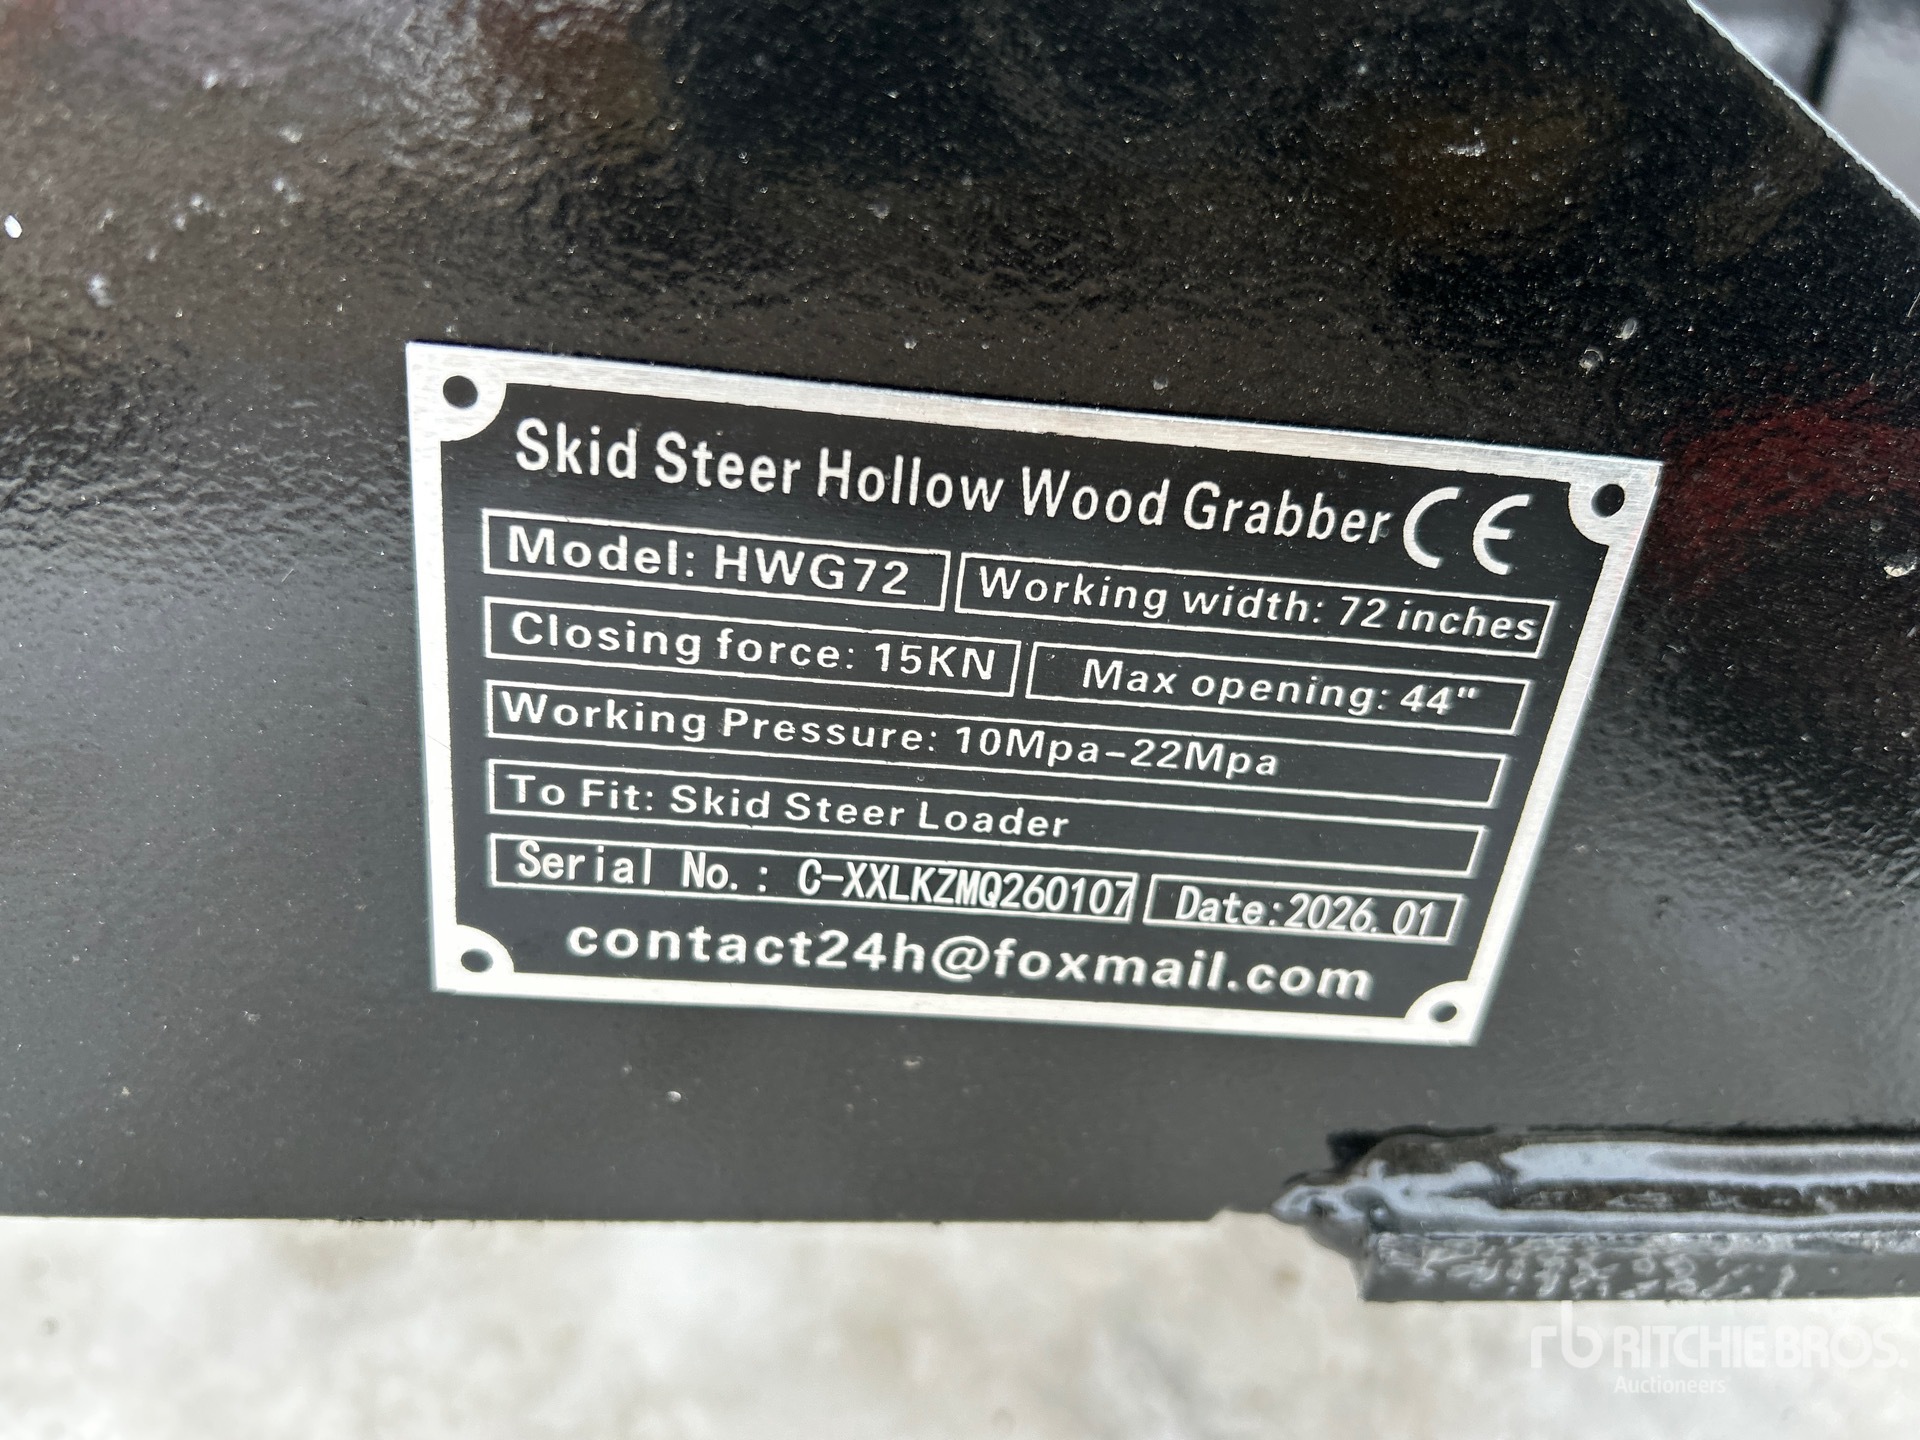 Skid Steer Hollow Wood Grabber CE
Model: HWG72 Working width: 72 inches
Closing force: 15KN Max opening: 44"
Working Pressure: 10Mpa-22Mpa
To Fit: Skid Steer Loader
Serial No.: C-XXLKZMQ260107 Date:2026.01
contact24h@foxmail.com
rb RITCHIE BROS.
Auctioneers